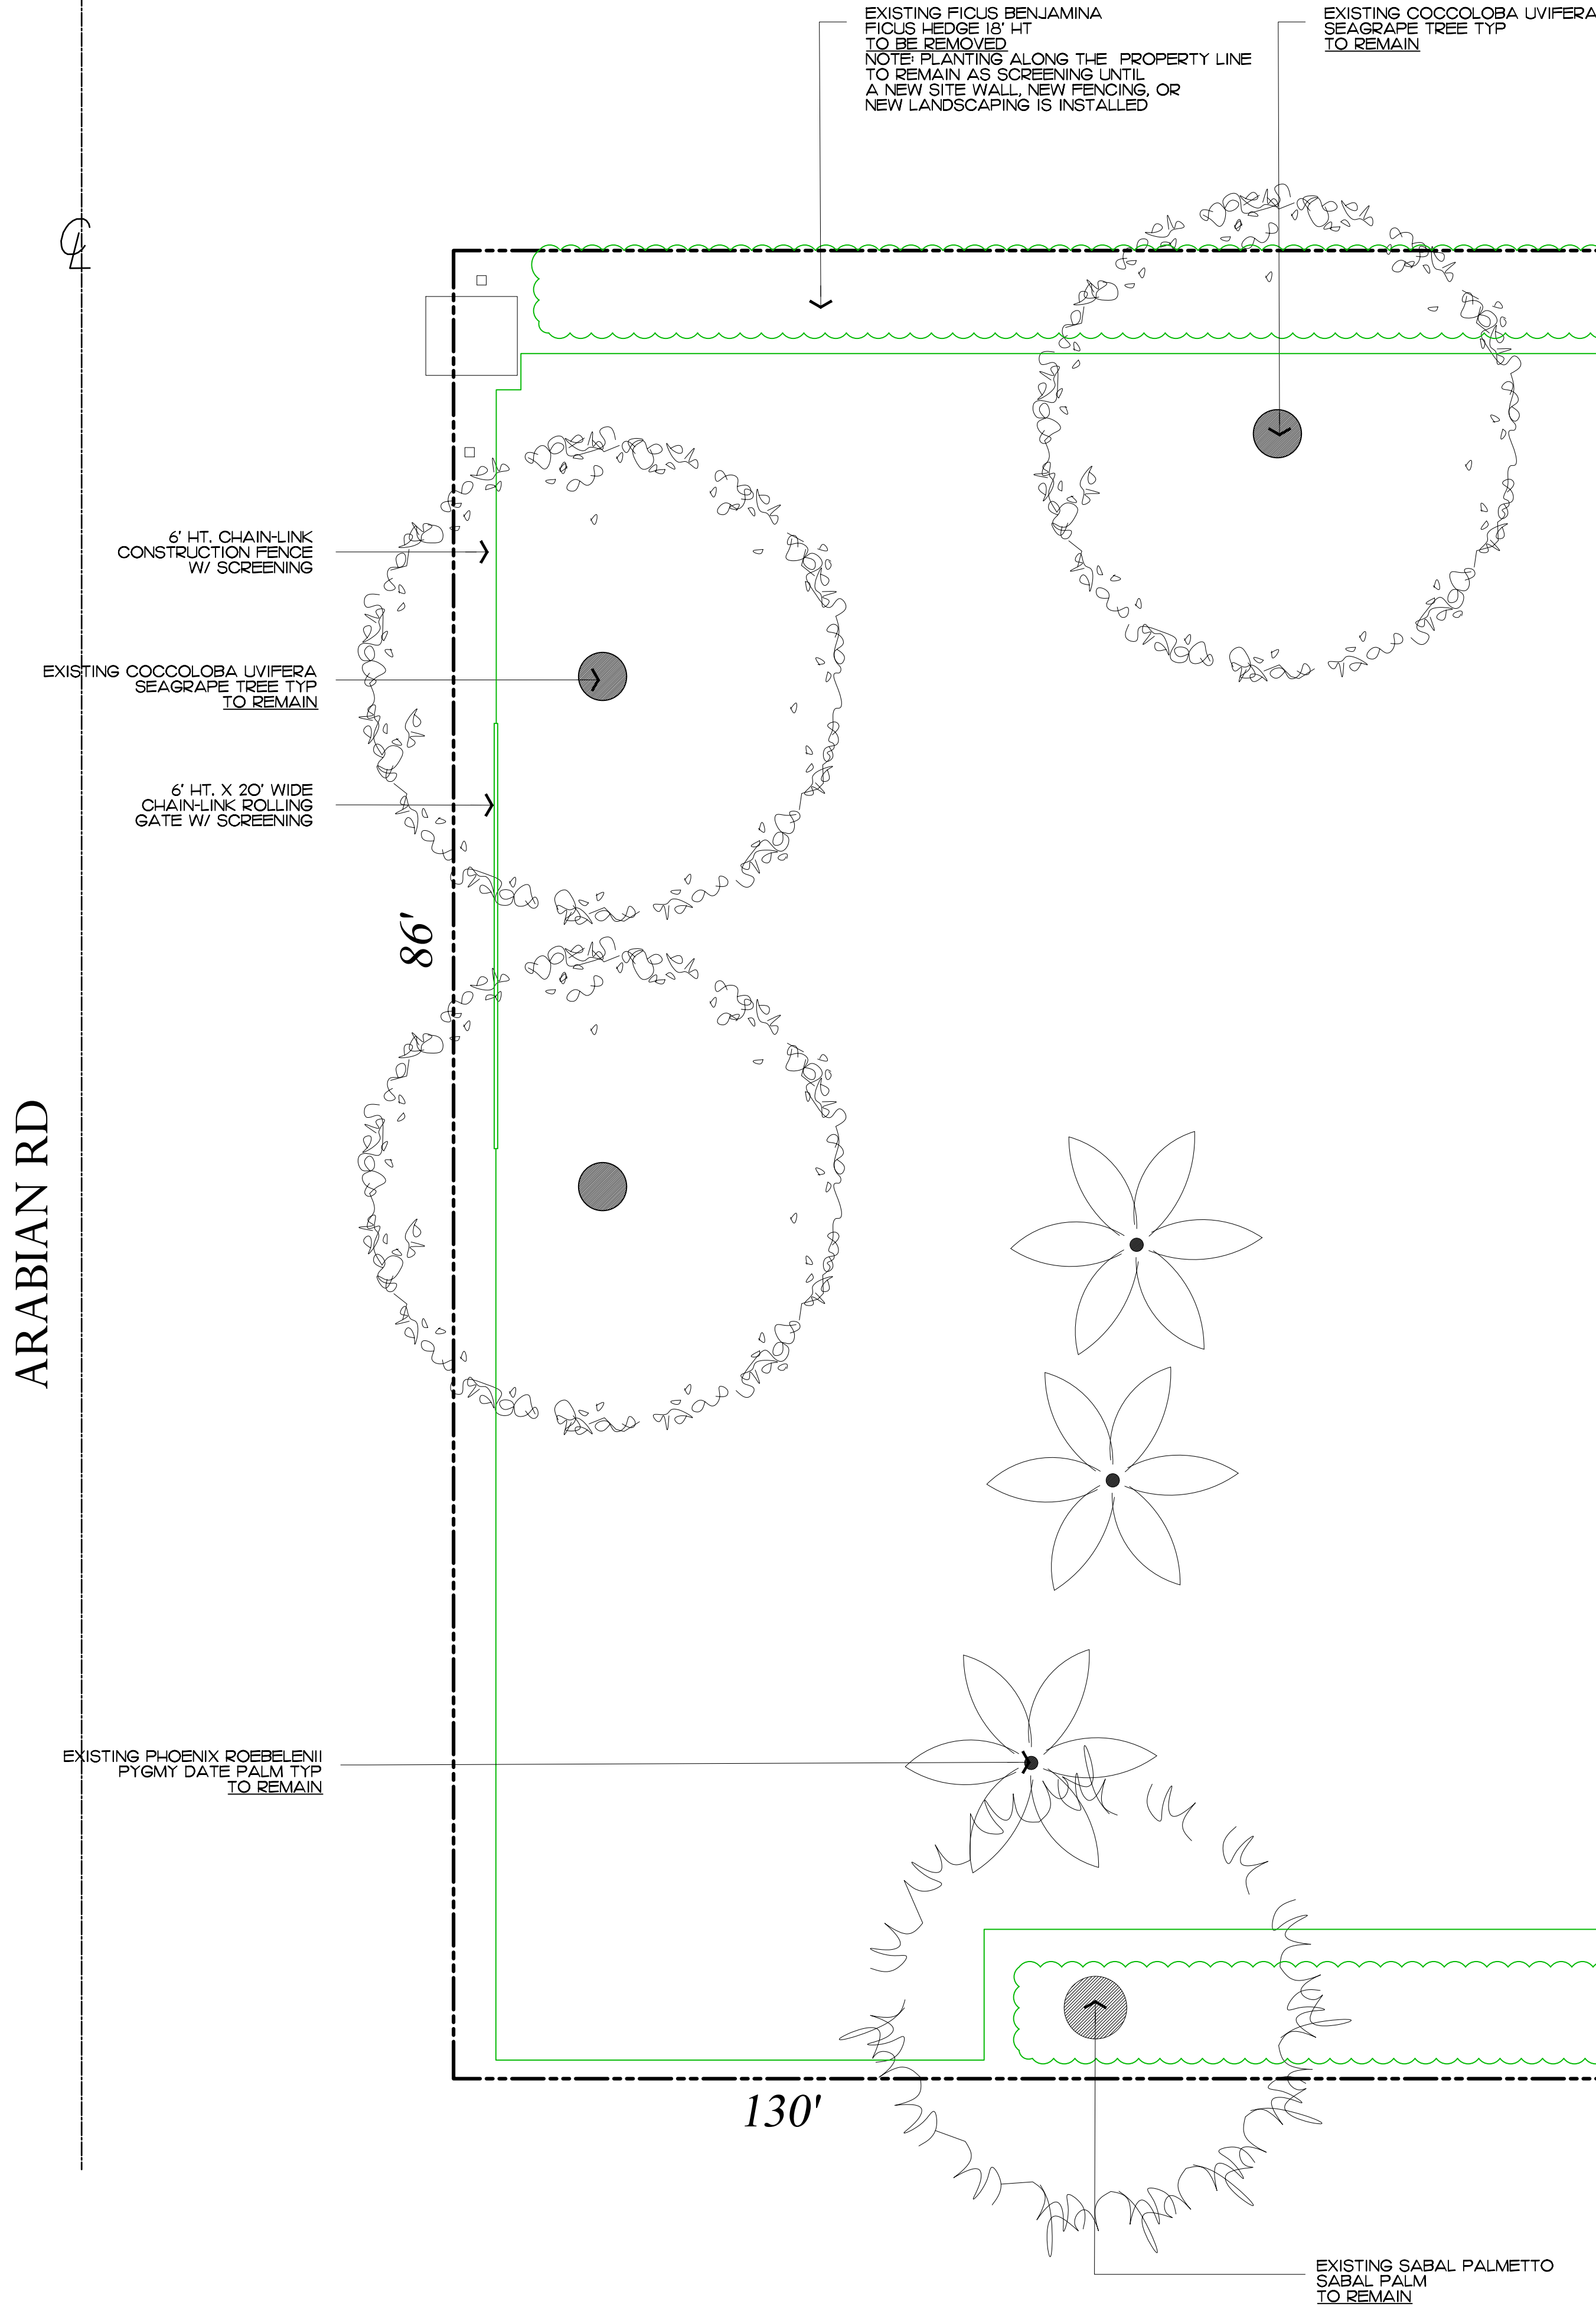 EXISTING FICUS BENJAMINA
FICUS HEDGE 18' HT
TO BE REMOVED
NOTE: PLANTING ALONG THE PROPERTY LINE
TO REMAIN AS SCREENING UNTIL
A NEW SITE WALL, NEW FENCING, OR
NEW LANDSCAPING IS INSTALLED
EXISTING COCCOLOBA UVIFERA
SEAGRAPE TREE TYP
TO REMAIN
CL
6' HT. CHAIN-LINK
CONSTRUCTION FENCE
W/ SCREENING
EXISTING COCCOLOBA UVIFERA
SEAGRAPE TREE TYP
TO REMAIN
6' HT. X 20' WIDE
CHAIN-LINK ROLLING
GATE W/ SCREENING
86'
ARABIAN RD
EXISTING PHOENIX ROEBELENII
PYGMY DATE PALM TYP
TO REMAIN
130'
EXISTING SABAL PALMETTO
SABAL PALM
TO REMAIN